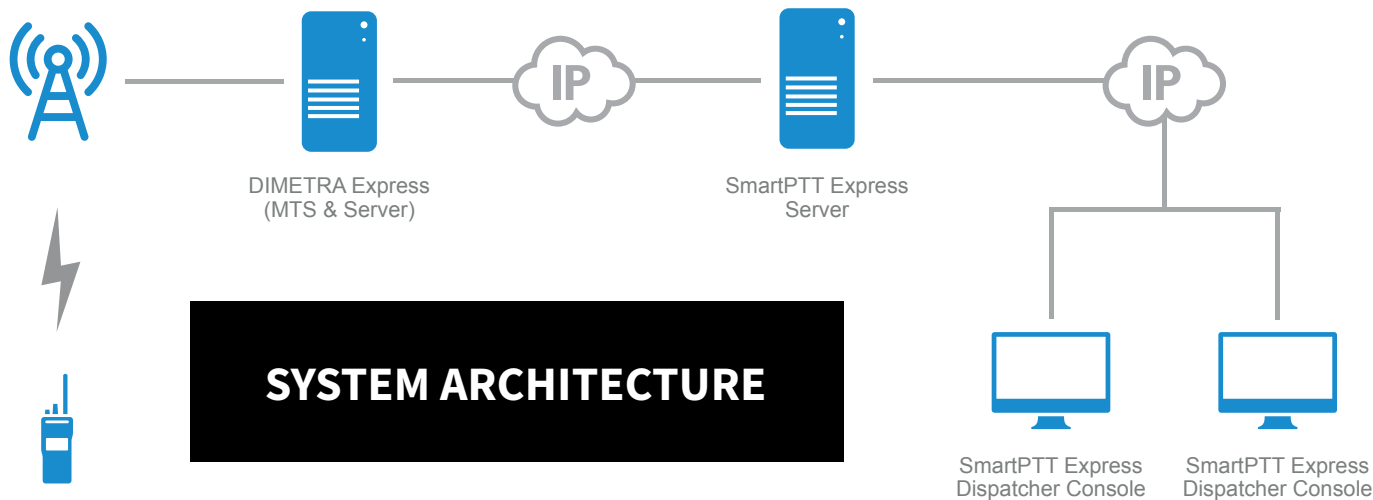 IP
IP
DIMETRA Express
(MTS & Server)
SmartPTT Express
Server
SYSTEM ARCHITECTURE
SmartPTT Express
Dispatcher Console
SmartPTT Express
Dispatcher Console